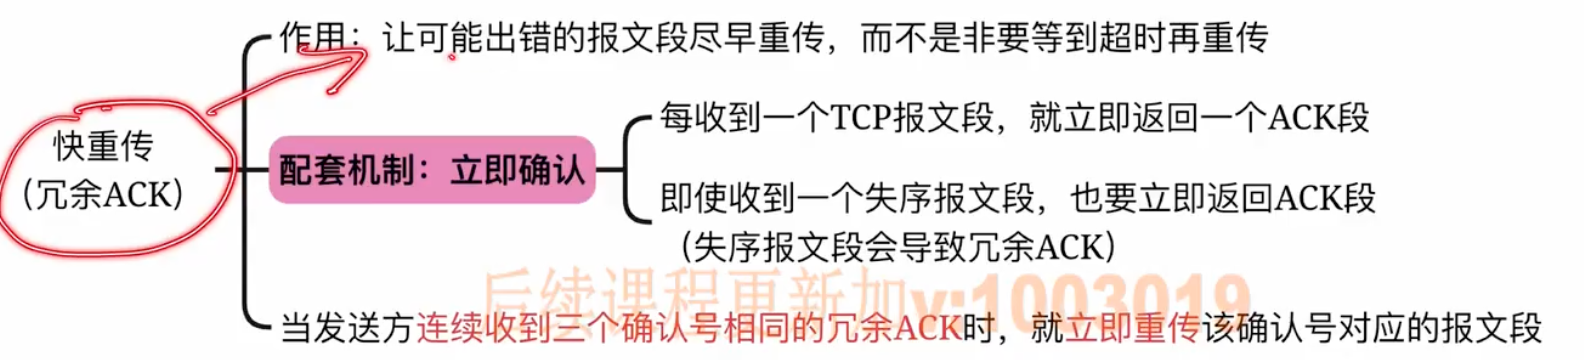 作用：让可能出错的报文段尽早重传，而不是非要等到超时再重传
每收到一个TCP报文段，就立即返回一个ACK段
快重传
（冗余ACK）
配套机制：立即确认
即使收到一个失序报文段，也要立即返回ACK段
（失序报文段会导致冗余ACK）
后续课程更新加v:1003019
当发送方连续收到三个确认号相同的冗余ACK时，就立即重传该确认号对应的报文段